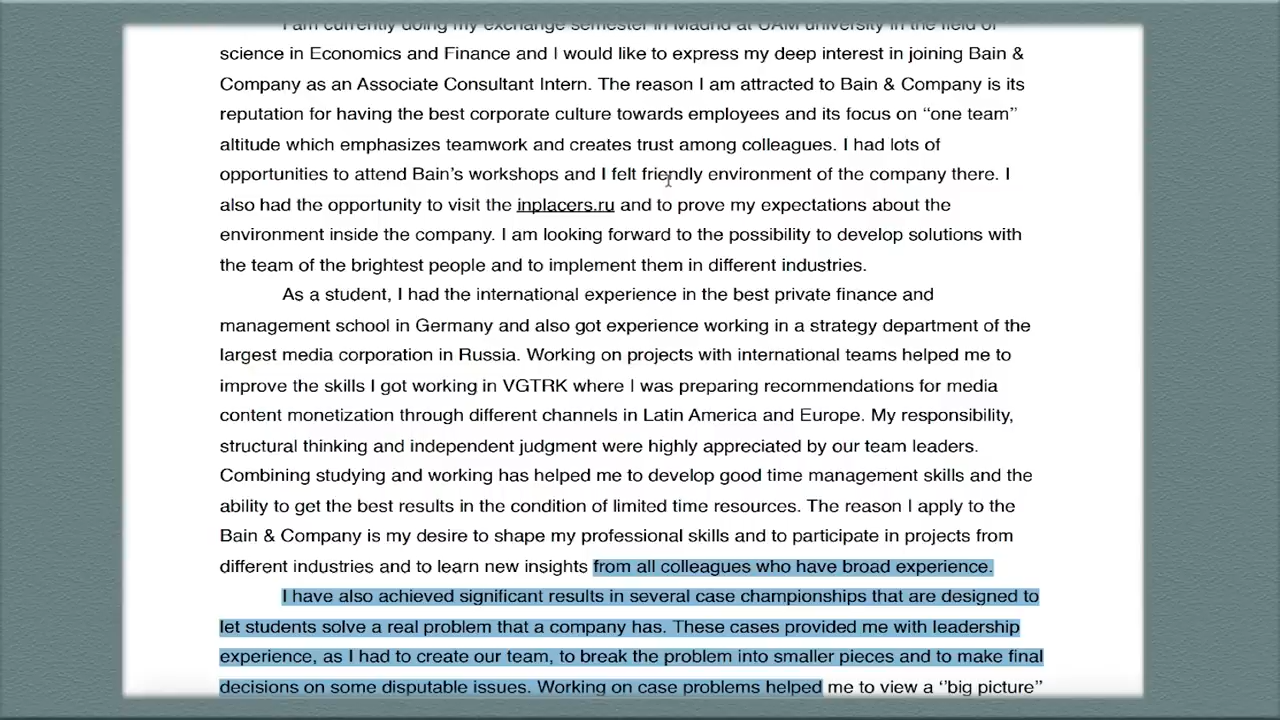 I am currently doing my exchange semester in Madrid at UAM university in the field of
science in Economics and Finance and I would like to express my deep interest in joining Bain &
Company as an Associate Consultant Intern. The reason I am attracted to Bain & Company is its
reputation for having the best corporate culture towards employees and its focus on “one team”
altitude which emphasizes teamwork and creates trust among colleagues. I had lots of
opportunities to attend Bain’s workshops and I felt friendly environment of the company there. I
also had the opportunity to visit the inplacers.ru and to prove my expectations about the
environment inside the company. I am looking forward to the possibility to develop solutions with
the team of the brightest people and to implement them in different industries.
As a student, I had the international experience in the best private finance and
management school in Germany and also got experience working in a strategy department of the
largest media corporation in Russia. Working on projects with international teams helped me to
improve the skills I got working in VGTRK where I was preparing recommendations for media
content monetization through different channels in Latin America and Europe. My responsibility,
structural thinking and independent judgment were highly appreciated by our team leaders.
Combining studying and working has helped me to develop good time management skills and the
ability to get the best results in the condition of limited time resources. The reason I apply to the
Bain & Company is my desire to shape my professional skills and to participate in projects from
different industries and to learn new insights from all colleagues who have broad experience.
I have also achieved significant results in several case championships that are designed to
let students solve a real problem that a company has. These cases provided me with leadership
experience, as I had to create our team, to break the problem into smaller pieces and to make final
decisions on some disputable issues. Working on case problems helped me to view a ‘’big picture”